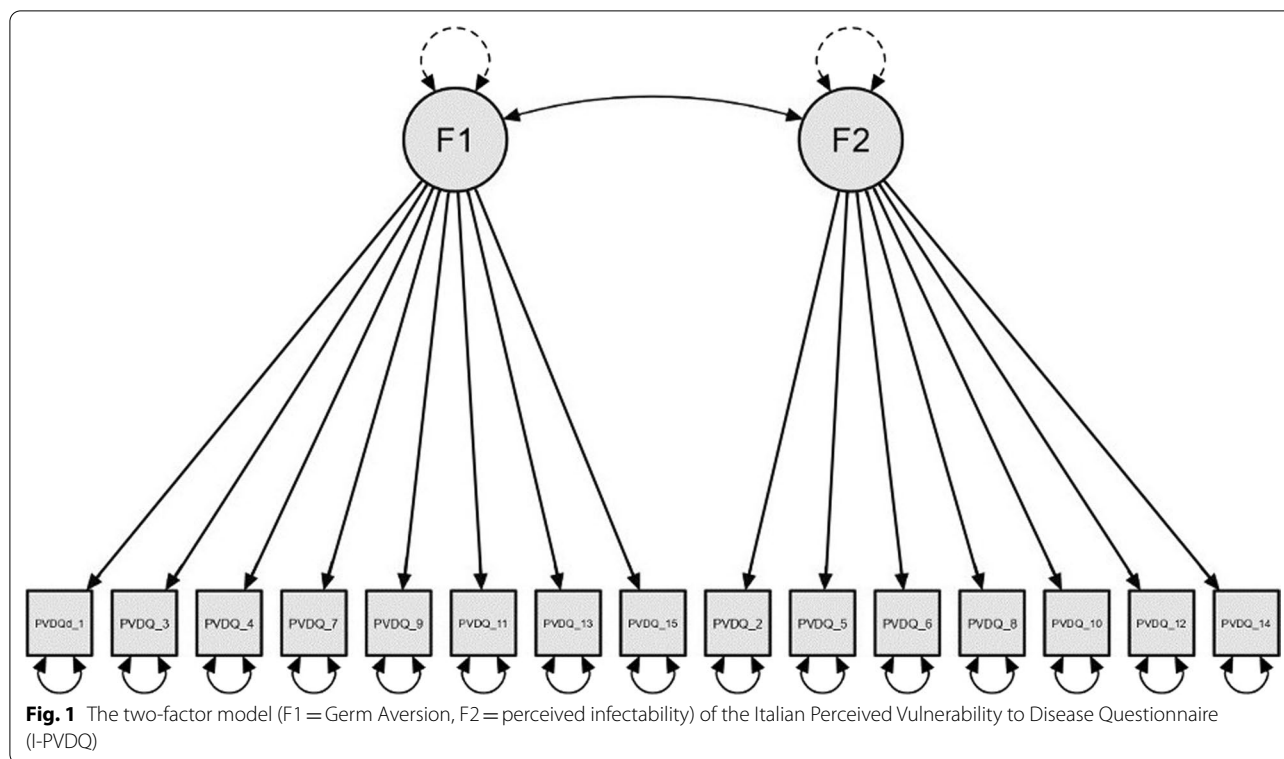 F1 F2
PVDQd_1 PVDQ_3 PVDQ_4 PVDQ_7 PVDQ_9 PVDQ_11 PVDQ_13 PVDQ_15 PVDQ_2 PVDQ_5 PVDQ_6 PVDQ_8 PVDQ_10 PVDQ_12 PVDQ_14
Fig. 1 The two-factor model (F1 = Germ Aversion, F2 = perceived infectability) of the Italian Perceived Vulnerability to Disease Questionnaire
(I-PVDQ)